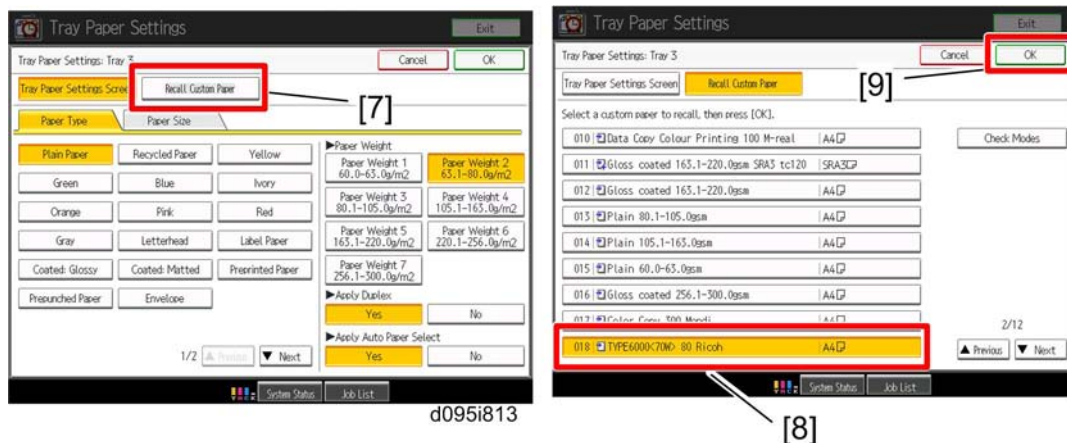 Tray Paper Settings
Exit
Tray Paper Settings: Tray 3
Cancel
OK
Tray Paper Settings Screen
Recall Custom Paper
[7]
Paper Type
Paper Size
Plain Paper
Recycled Paper
Yellow
Green
Blue
Ivory
Orange
Pink
Red
Gray
Letterhead
Label Paper
Coated: Glossy
Coated: Matted
Preprinted Paper
Prepunched Paper
Envelope
1/2
▲ Previous
▼ Next
►Paper Weight
Paper Weight 1
60.0-63.0g/m2
Paper Weight 2
63.1-80.0g/m2
Paper Weight 3
80.1-105.0g/m2
Paper Weight 4
105.1-163.0g/m2
Paper Weight 5
163.1-220.0g/m2
Paper Weight 6
220.1-256.0g/m2
Paper Weight 7
256.1-300.0g/m2
►Apply Duplex
Yes
No
►Apply Auto Paper Select
Yes
No
System Status
Job List
d095i813
Tray Paper Settings
Exit
Tray Paper Settings: Tray 3
Cancel
OK
[9]
Tray Paper Settings Screen
Recall Custom Paper
Select a custom paper to recall, then press [OK].
010 Data Copy Colour Printing 100 M-real A4
011 Gloss coated 163.1-220.0gsm SRA3 tc120 SRA3
012 Gloss coated 163.1-220.0gsm A4
013 Plain 80.1-105.0gsm A4
014 Plain 105.1-163.0gsm A4
015 Plain 60.0-63.0gsm A4
016 Gloss coated 256.1-300.0gsm A4
017 Color Copy 300 Mondi A4
018 TYPE6000<70W> 80 Ricoh A4
Check Modes
2/12
▲ Previous
▼ Next
System Status
Job List
[8]